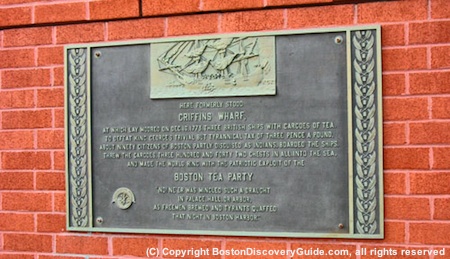 HERE FORMERLY STOOD
GRIFFINS WHARF
AT WHICH LAY MOORED ON DEC. 16, 1773 THREE BRITISH SHIPS WITH CARGOES OF TEA.
TO DEFEAT KING GEORGE'S TRIVIAL BUT TYRANNICAL TAX OF THREE PENCE A POUND,
ABOUT NINETY CITIZENS OF BOSTON PARTLY DISGUISED AS INDIANS BOARDED THE SHIPS
THREW THE CARGOES THREE HUNDRED AND FORTY TWO CHESTS IN ALL INTO THE SEA
AND MADE THE WORLD RING WITH THE PATRIOTIC EXPLOIT OF THE
BOSTON TEA PARTY
NO NE'ER WAS MINGLED SUCH A DRAUGHT
IN PALACE, HALL, OR ARBOR,
AS FREEMEN BREWED AND TYRANTS QUAFFED
THAT NIGHT IN BOSTON HARBOR.
(C) Copyright BostonDiscoveryGuide.com, all rights reserved